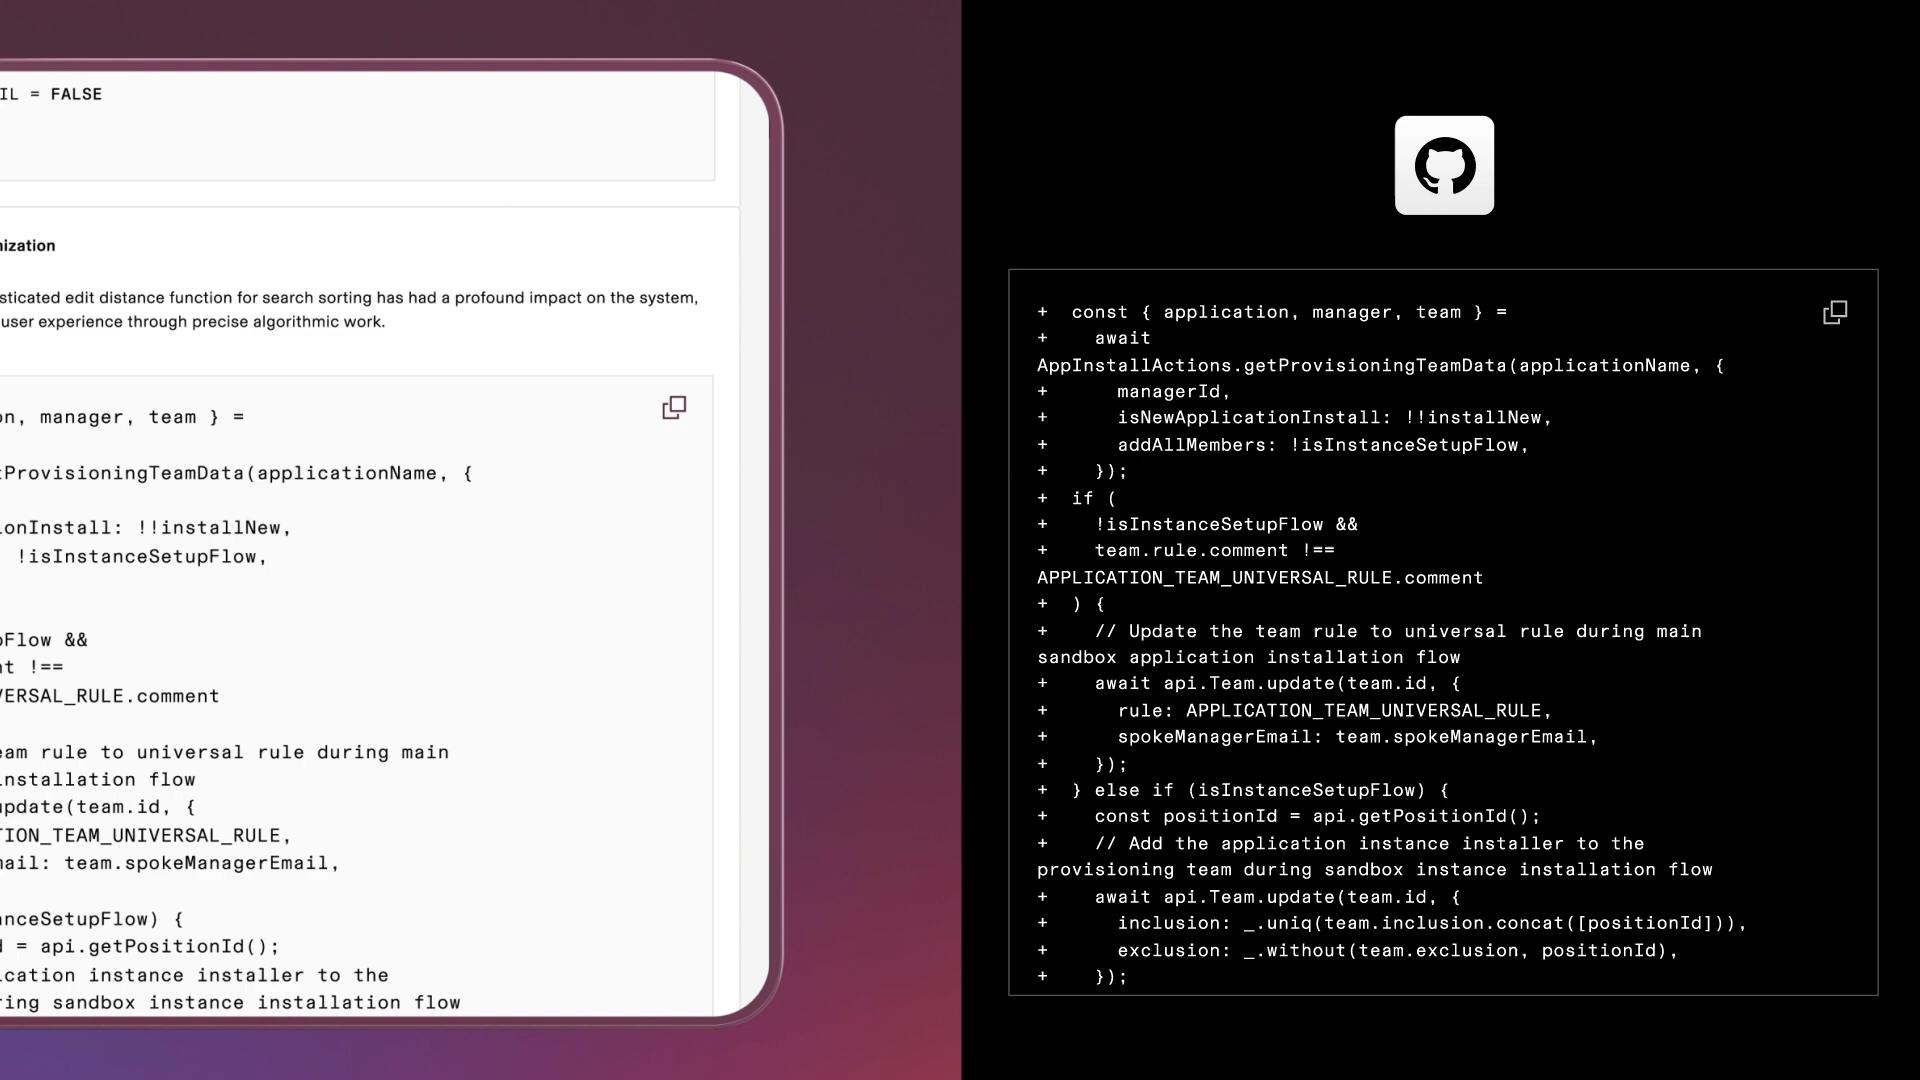 IL = FALSE
nization
sticated edit distance function for search sorting has had a profound impact on the system,
user experience through precise algorithmic work.
on, manager, team } =
tProvisioningTeamData(applicationName, {
ionInstall: !!installNew,
!isInstanceSetupFlow,
pFlow &&
nt !==
VERSAL_RULE.comment
eam rule to universal rule during main
installation flow
update(team.id, {
TION_TEAM_UNIVERSAL_RULE,
mail: team.spokeManagerEmail,
anceSetupFlow) {
d = api.getPositionId();
ication instance installer to the
ring sandbox instance installation flow
+  const { application, manager, team } =
+    await
AppInstallActions.getProvisioningTeamData(applicationName, {
+      managerId,
+      isNewApplicationInstall: !!installNew,
+      addAllMembers: !isInstanceSetupFlow,
+    });
+  if (
+    !isInstanceSetupFlow &&
+    team.rule.comment !==
APPLICATION_TEAM_UNIVERSAL_RULE.comment
+  ) {
+    // Update the team rule to universal rule during main
sandbox application installation flow
+    await api.Team.update(team.id, {
+      rule: APPLICATION_TEAM_UNIVERSAL_RULE,
+      spokeManagerEmail: team.spokeManagerEmail,
+    });
+  } else if (isInstanceSetupFlow) {
+    const positionId = api.getPositionId();
+    // Add the application instance installer to the
provisioning team during sandbox instance installation flow
+    await api.Team.update(team.id, {
+      inclusion: _.uniq(team.inclusion.concat([positionId])),
+      exclusion: _.without(team.exclusion, positionId),
+    });